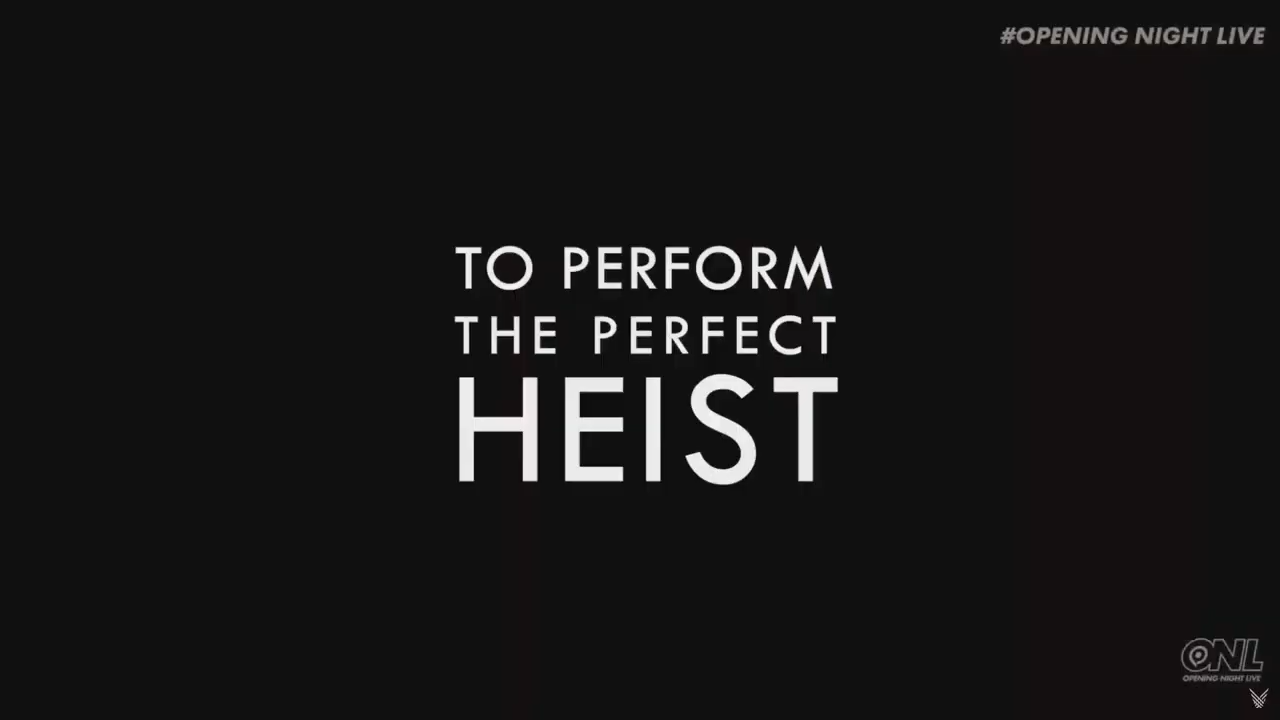 #OPENING NIGHT LIVE
TO PERFORM
THE PERFECT
HEIST
ONL
OPENING NIGHT LIVE